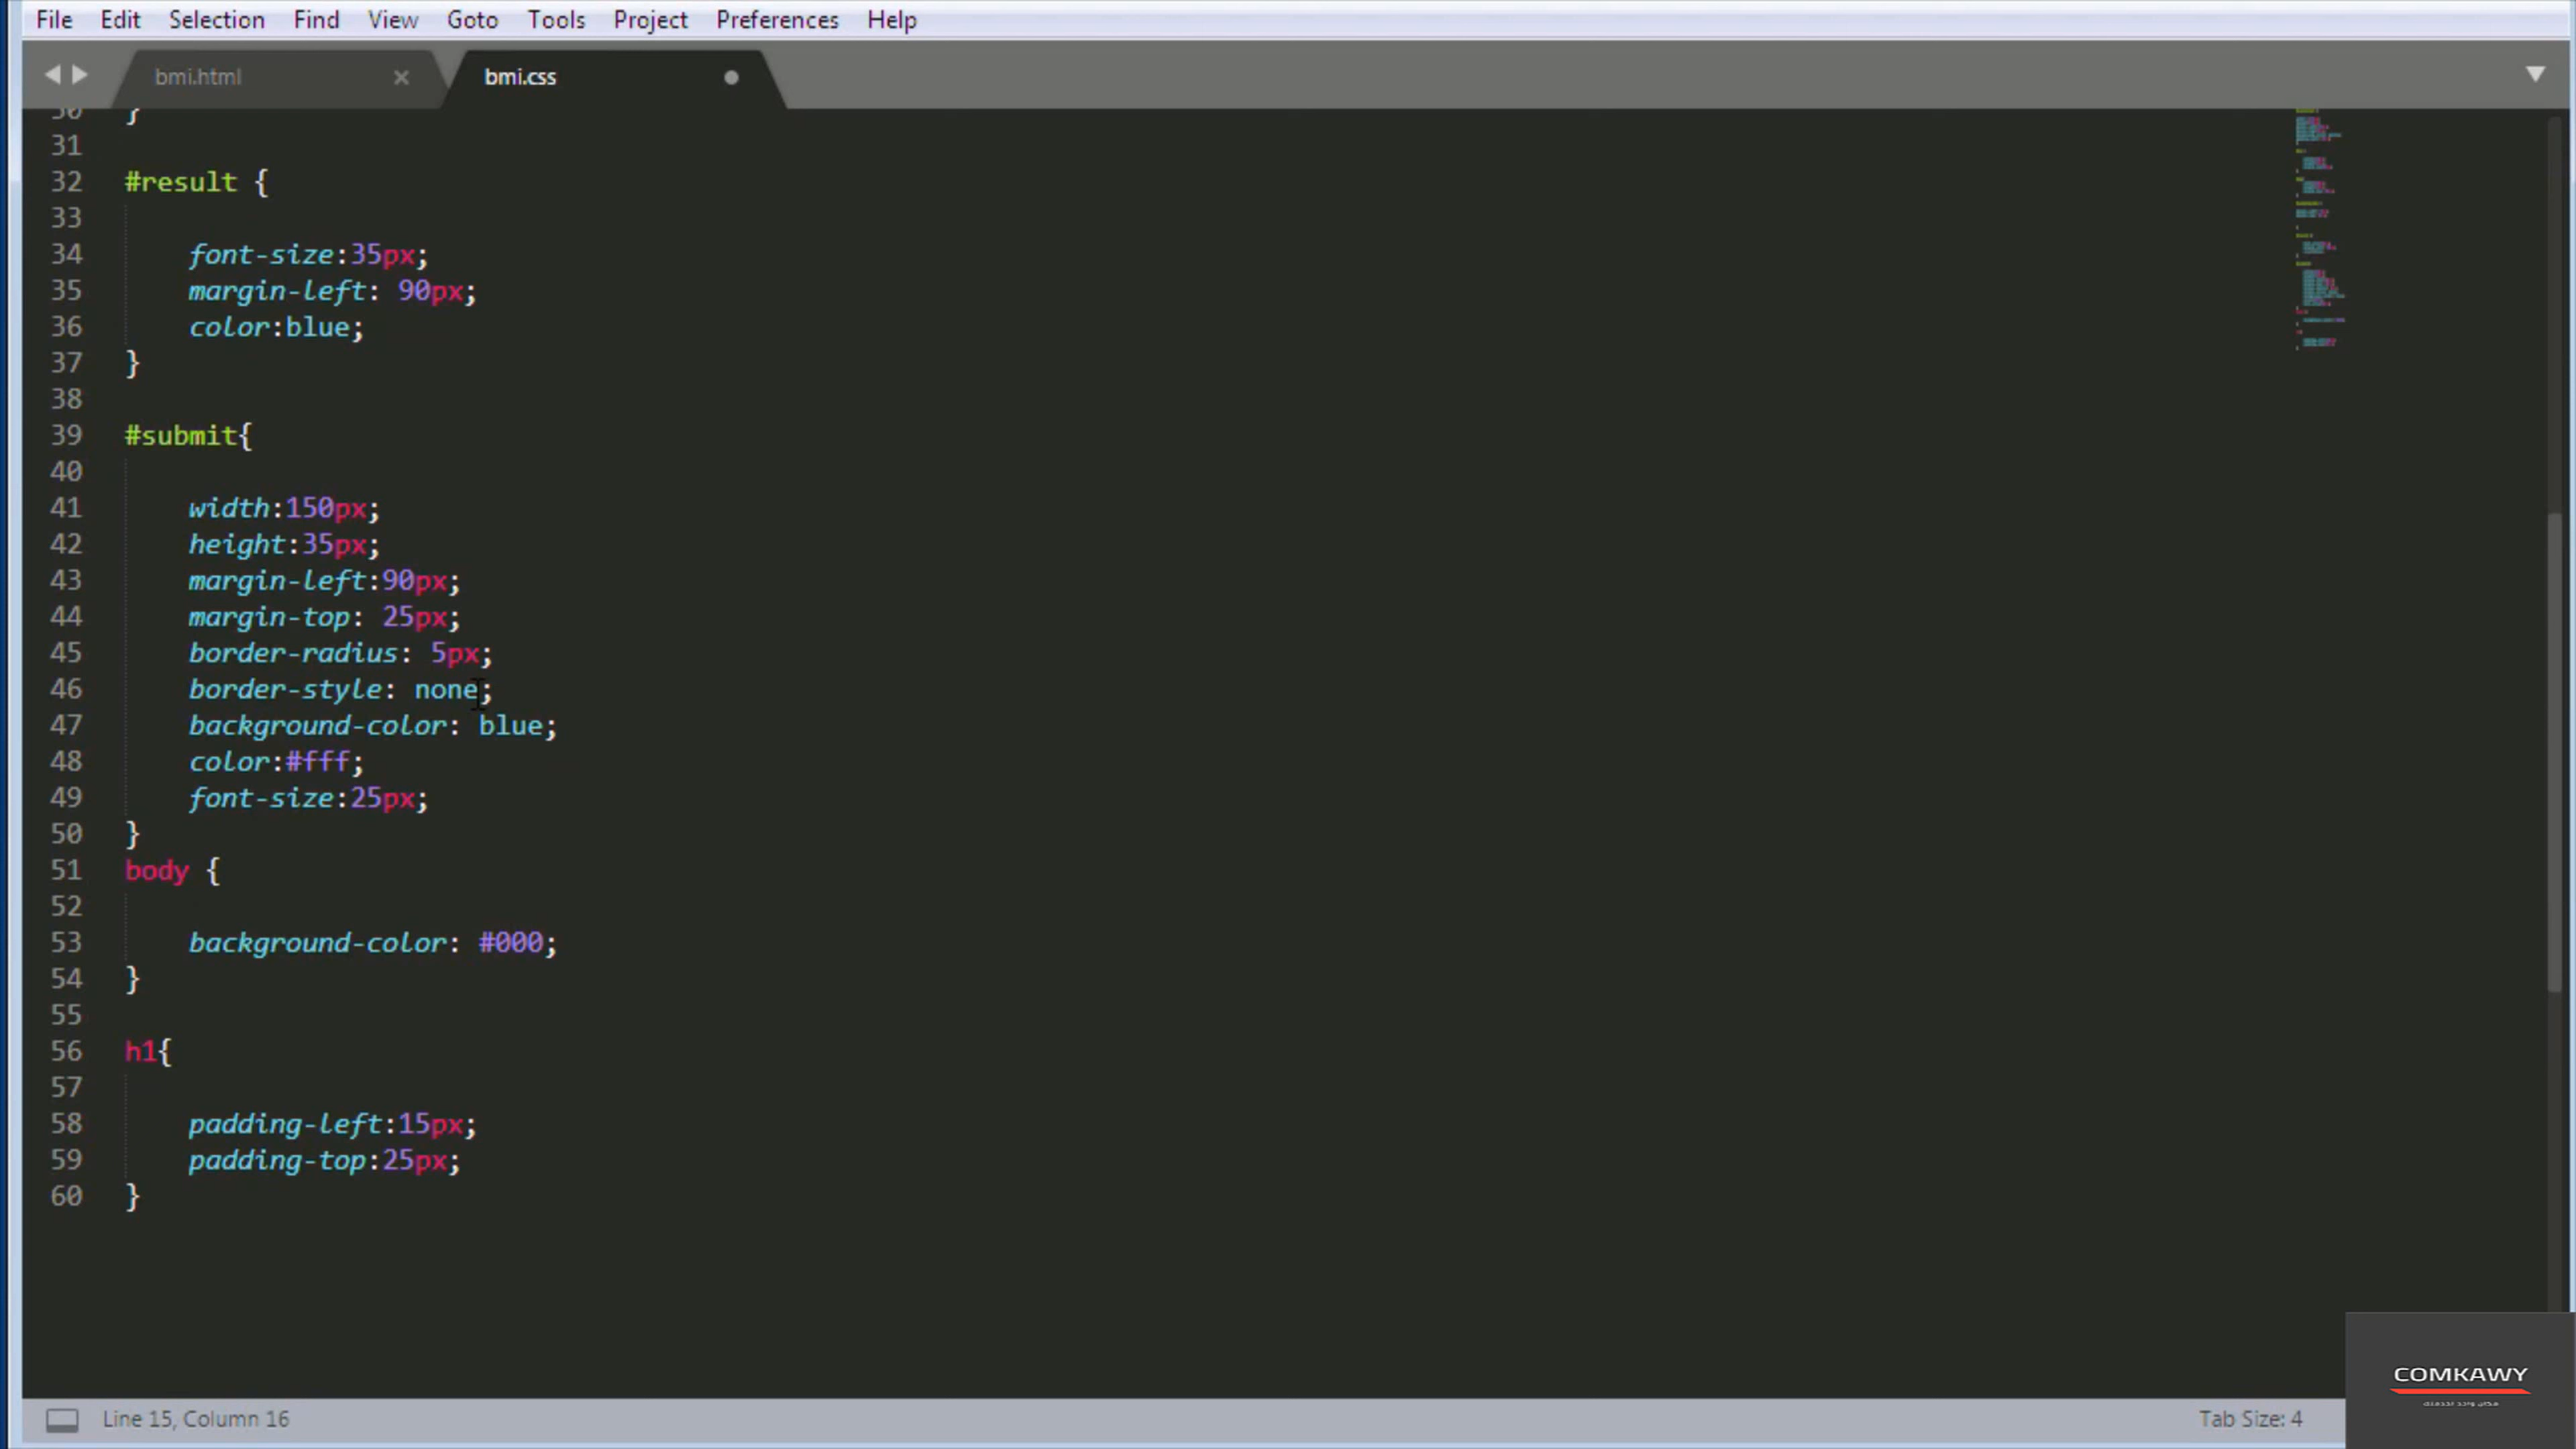 File Edit Selection Find View Goto Tools Project Preferences Help
bmi.html bmi.css
30 }
31
32 #result {
33
34 font-size:35px;
35 margin-left: 90px;
36 color:blue;
37 }
38
39 #submit{
40
41 width:150px;
42 height:35px;
43 margin-left:90px;
44 margin-top: 25px;
45 border-radius: 5px;
46 border-style: none;
47 background-color: blue;
48 color:#fff;
49 font-size:25px;
50 }
51 body {
52
53 background-color: #000;
54 }
55
56 h1{
57
58 padding-left:15px;
59 padding-top:25px;
60 }
COMKAWY
Line 15, Column 16 Tab Size: 4